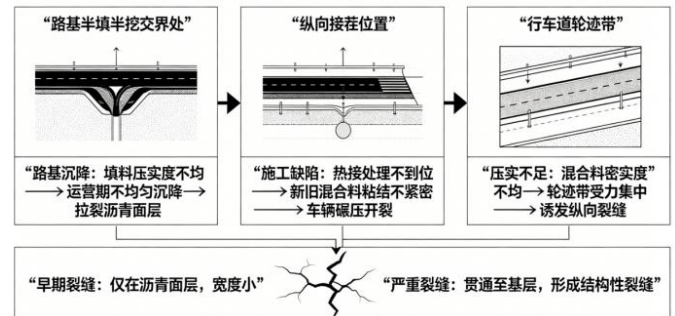 “路基半填半挖交界处”
“纵向接茬位置”
“行车道轮迹带”
“路基沉降：填料压实度不均
→运营期不均匀沉降→
拉裂沥青面层
“施工缺陷：热接处理不到位
→新旧混合料粘结不紧密
→车辆碾压开裂
“压实不足：混合料密实度”
不均→轮迹带受力集中
→诱发纵向裂缝
“早期裂缝：仅在沥青面层，宽度小”
“严重裂缝：贯通至基层，形成结构性裂缝”